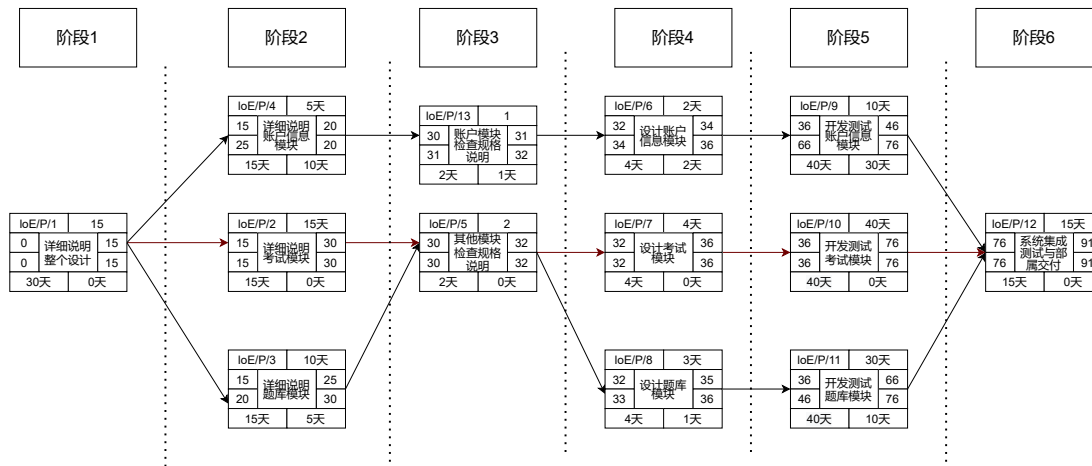 阶段1
阶段2
阶段3
阶段4
阶段5
阶段6
IoE/P/1 15
0 详细说明 15
0 整个设计 15
30天 0天
IoE/P/4 5天
15 详细说明 20
25 账户信息 20
模块
15天 10天
IoE/P/2 15天
15 详细说明 30
15 考试模块 30
15天 0天
IoE/P/3 10天
15 详细说明 25
20 题库模块 30
15天 5天
IoE/P/13 1
30 账户模块 31
31 检查规格 32
说明
2天 1天
IoE/P/5 2
30 其他模块 32
30 检查规格 32
说明
2天 0天
IoE/P/6 2天
32 设计账户 34
34 信息模块 36
4天 2天
IoE/P/7 4天
32 设计考试 36
32 模块 36
4天 0天
IoE/P/8 3天
32 设计题库 35
33 模块 36
4天 1天
IoE/P/9 10天
36 开发测试 46
66 账户信息 76
模块
40天 30天
IoE/P/10 40天
36 开发测试 76
36 考试模块 76
40天 0天
IoE/P/11 30天
36 开发测试 66
46 题库模块 76
40天 10天
IoE/P/12 15天
76 系统集成 91
76 测试与部 91
属交付
15天 0天